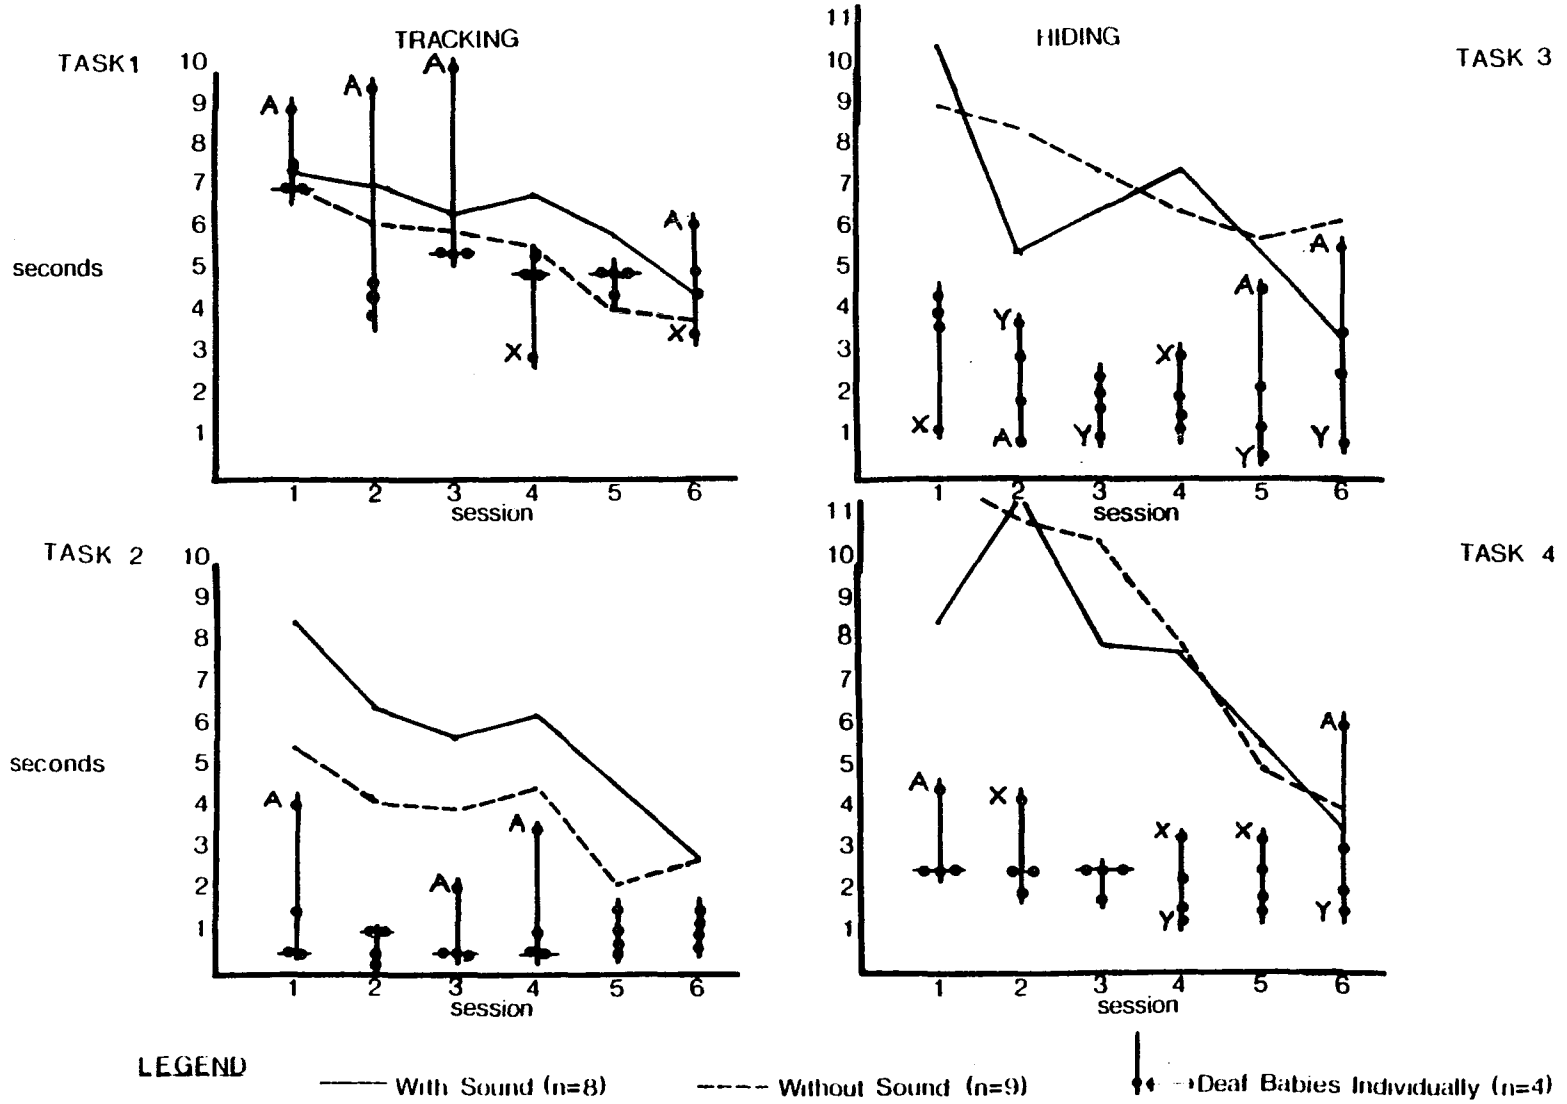 TRACKING
TASK 1
10
9
8
7
6
5
4
3
2
1
seconds
A
A
A
X
A
X
1 2 3 4 5 6
session
HIDING
TASK 3
11
10
9
8
7
6
5
4
3
2
1
X
Y
A
Y
X
A
Y
A
Y
1 2 3 4 5 6
session
TASK 2
10
9
8
7
6
5
4
3
2
1
seconds
A
A
A
1 2 3 4 5 6
session
TASK 4
11
10
9
8
7
6
5
4
3
2
1
A
X
X
Y
X
A
Y
1 2 3 4 5 6
session
LEGEND
With Sound (n=8)
Without Sound (n=9)
Deaf Babies Individually (n=4)